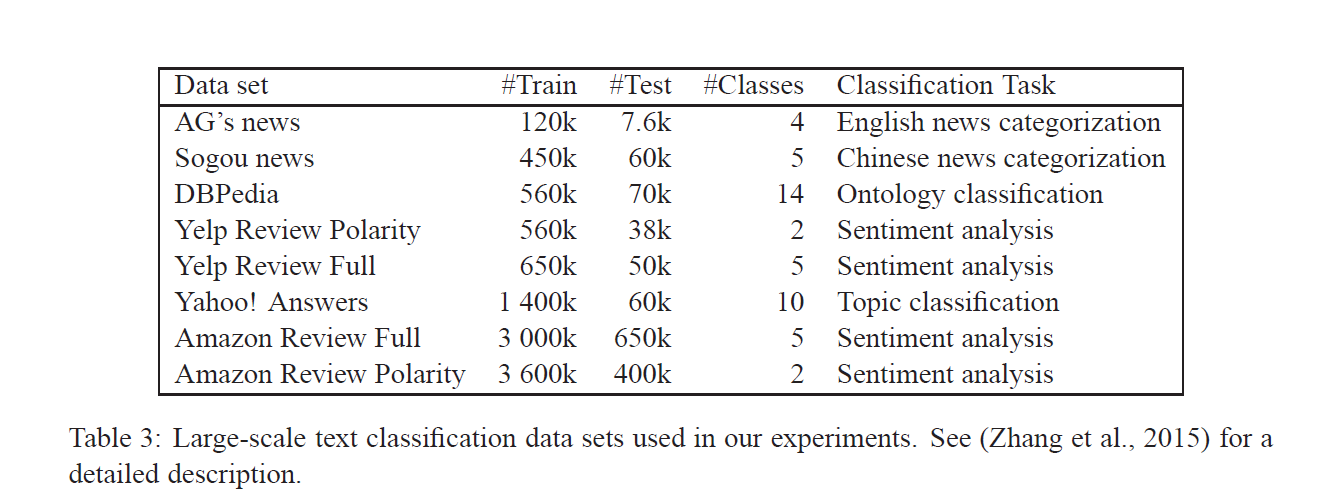 Data set #Train #Test #Classes Classification Task
AG's news 120k 7.6k 4 English news categorization
Sogou news 450k 60k 5 Chinese news categorization
DBPedia 560k 70k 14 Ontology classification
Yelp Review Polarity 560k 38k 2 Sentiment analysis
Yelp Review Full 650k 50k 5 Sentiment analysis
Yahoo! Answers 1 400k 60k 10 Topic classification
Amazon Review Full 3 000k 650k 5 Sentiment analysis
Amazon Review Polarity 3 600k 400k 2 Sentiment analysis
Table 3: Large-scale text classification data sets used in our experiments. See (Zhang et al., 2015) for a
detailed description.